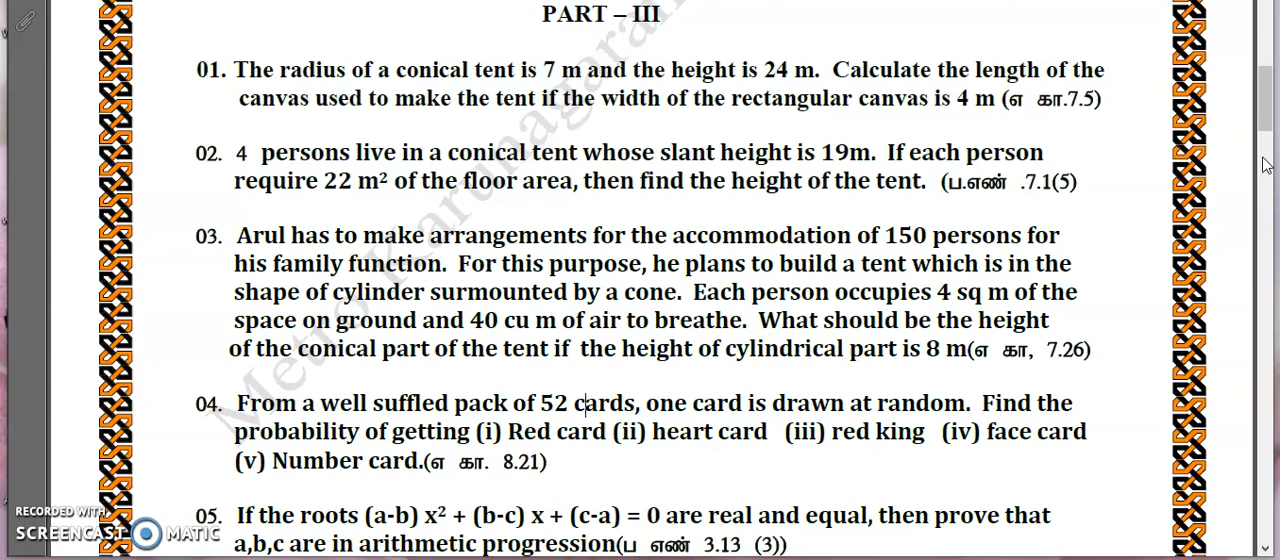 PART – III
01. The radius of a conical tent is 7 m and the height is 24 m. Calculate the length of the
canvas used to make the tent if the width of the rectangular canvas is 4 m (எ கா.7.5)
02. 4 persons live in a conical tent whose slant height is 19m. If each person
require 22 m² of the floor area, then find the height of the tent. (ப.எண் .7.1(5)
03. Arul has to make arrangements for the accommodation of 150 persons for
his family function. For this purpose, he plans to build a tent which is in the
shape of cylinder surmounted by a cone. Each person occupies 4 sq m of the
space on ground and 40 cu m of air to breathe. What should be the height
of the conical part of the tent if the height of cylindrical part is 8 m(எ கா, 7.26)
04. From a well suffled pack of 52 cards, one card is drawn at random. Find the
probability of getting (i) Red card (ii) heart card (iii) red king (iv) face card
(v) Number card.(எ கா. 8.21)
05. If the roots (a-b) x² + (b-c) x + (c-a) = 0 are real and equal, then prove that
a,b,c are in arithmetic progression(ப எண் 3.13 (3))
Metro Karunagaran
RECORDED WITH
SCREENCAST MATIC